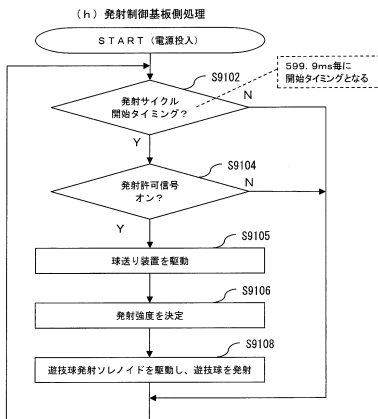 (h) 発射制御基板側処理
START (電源投入)
S9102
599. 9ms毎に
開始タイミングとなる
発射サイクル
開始タイミング?
N
Y
S9104
発射許可信号
オン?
N
Y
S9105
球送り装置を駆動
S9106
発射強度を決定
S9108
遊技球発射ソレノイドを駆動し、遊技球を発射